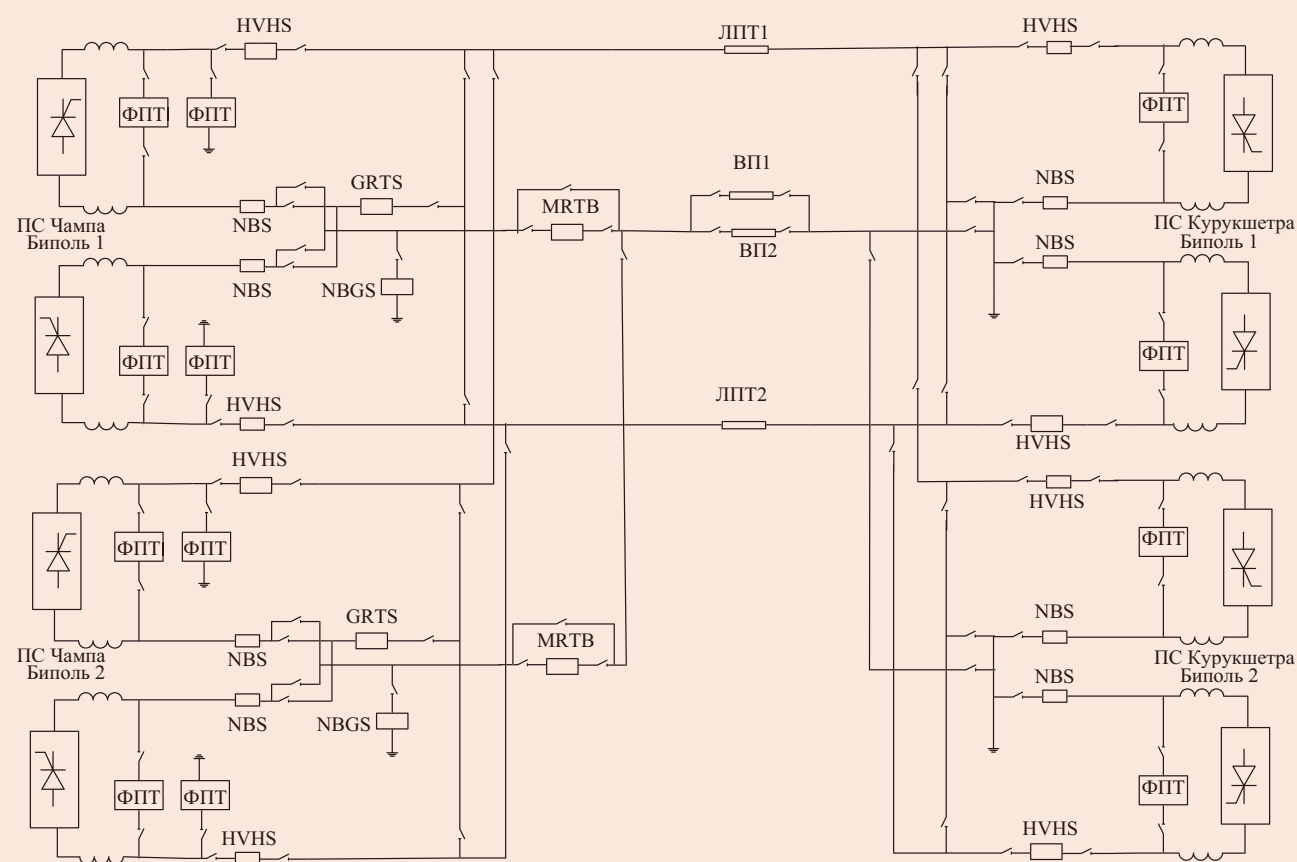 HVHS
ЛПТ1
HVHS
ФПТ
ФПТ
ФПТ
ВП1
GRTS
NBS
MRTB
ПС Чампа
Биполь 1
NBS
ПС Курукшетра
Биполь 1
NBS
ВП2
NBS
NBGS
ФПТ
ФПТ
ФПТ
ЛПТ2
HVHS
HVHS
HVHS
HVHS
ФПТ
ФПТ
ФПТ
GRTS
NBS
MRTB
ПС Чампа
Биполь 2
NBS
ПС Курукшетра
Биполь 2
NBS
NBS
NBGS
ФПТ
ФПТ
ФПТ
HVHS
HVHS